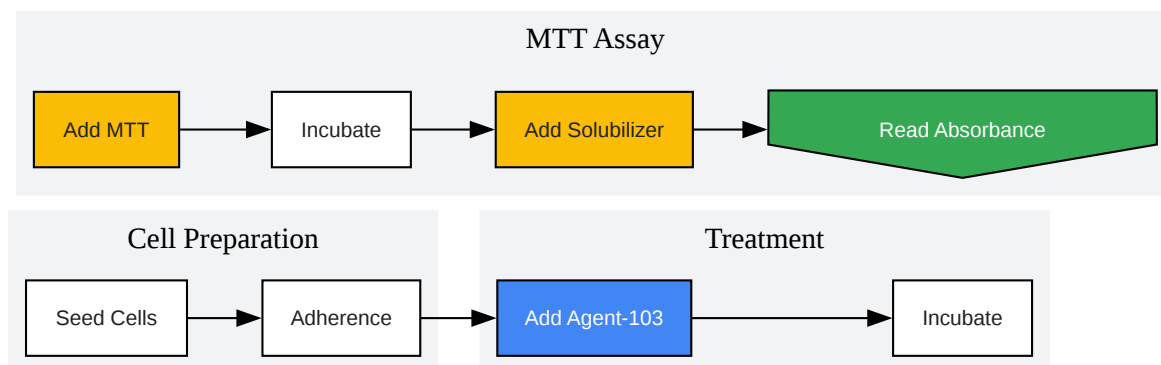 MTT Assay
Add MTT
Incubate
Add Solubilizer
Read Absorbance
Cell Preparation
Seed Cells
Adherence
Treatment
Add Agent-103
Incubate